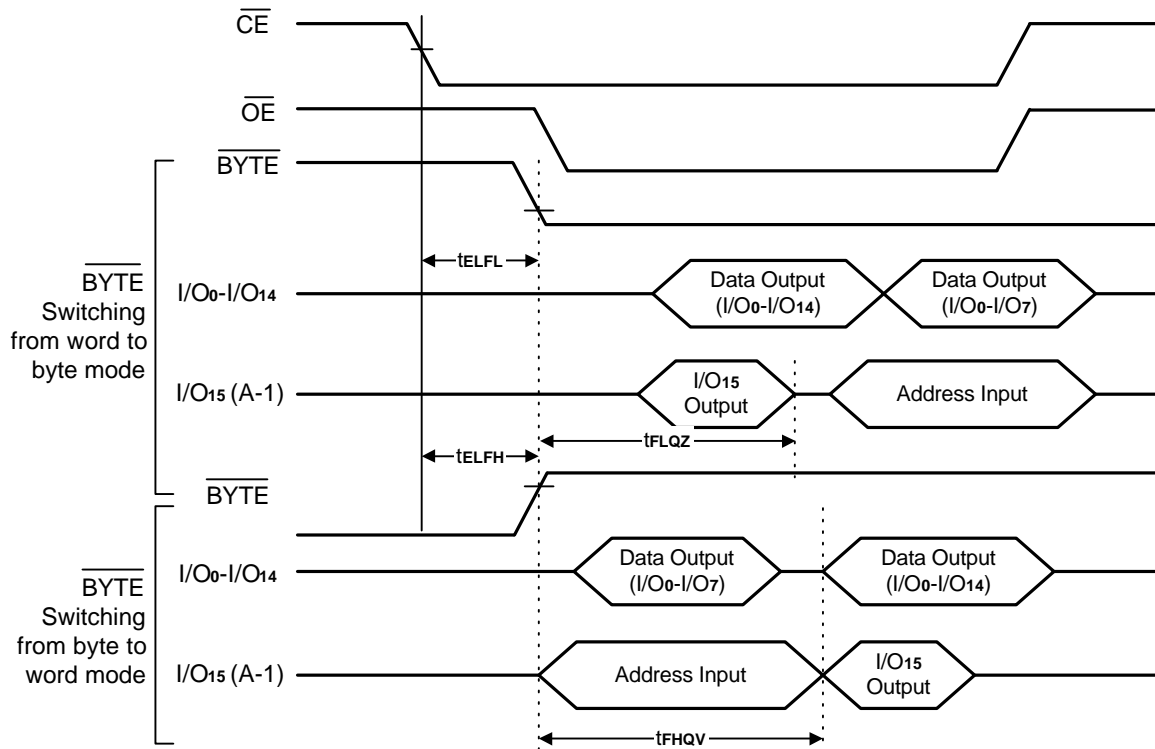 CE
OE
BYTE
tELFL
BYTE
Switching
from word to
byte mode
I/O0-I/O14
Data Output
(I/O0-I/O14)
Data Output
(I/O0-I/O7)
I/O15 (A-1)
I/O15
Output
Address Input
tELFH
tFLQZ
BYTE
BYTE
Switching
from byte to
word mode
I/O0-I/O14
Data Output
(I/O0-I/O7)
Data Output
(I/O0-I/O14)
I/O15 (A-1)
Address Input
I/O15
Output
tFHQV